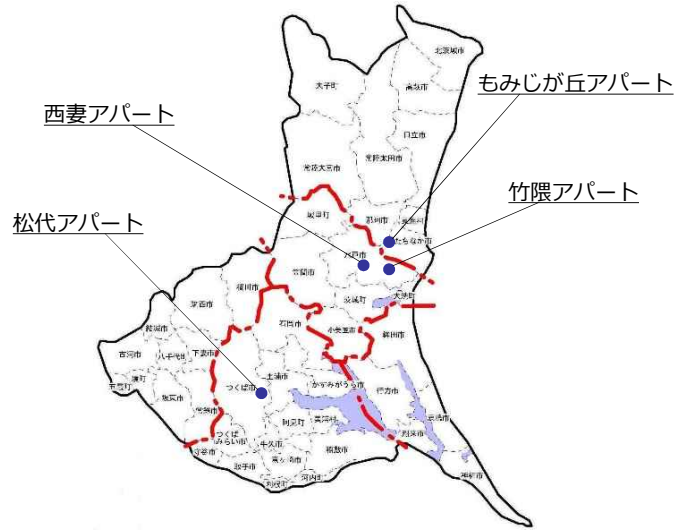 北茨城市
大子町
高萩市
もみじが丘アパート
西妻アパート
日立市
常陸太田市
常陸大宮市
竹隈アパート
城里町
那珂市
東海村
松代アパート
ひたちなか市
水戸市
笠間市
桜川市
茨城町
大洗町
筑西市
石岡市
小美玉市
鉾田市
結城市
古河市
八千代町
下妻市
五霞町
境町
坂東市
常総市
つくば市
土浦市
かすみがうら市
行方市
鹿嶋市
阿見町
美浦村
潮来市
つくば
みらい市
守谷市
牛久市
取手市
龍ヶ崎市
稲敷市
利根町
河内町
神栖市